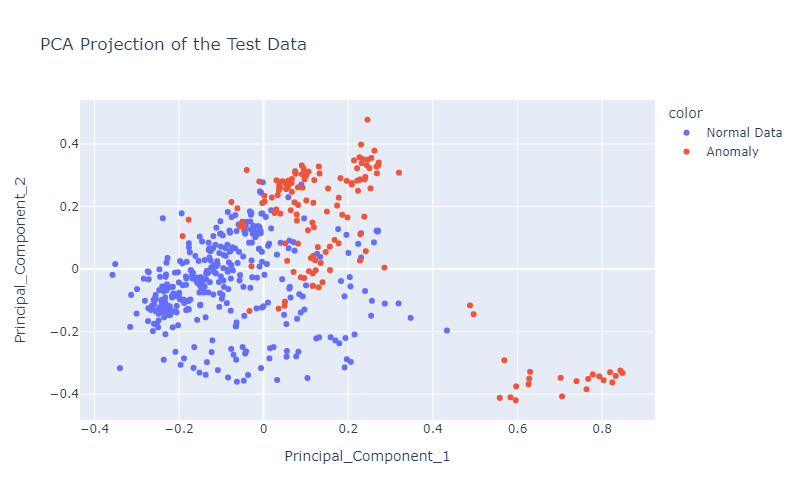 PCA Projection of the Test Data
color
Normal Data
Anomaly
Principal_Component_2
0.4
0.2
0
−0.2
−0.4
−0.4
−0.2
0
0.2
0.4
0.6
0.8
Principal_Component_1